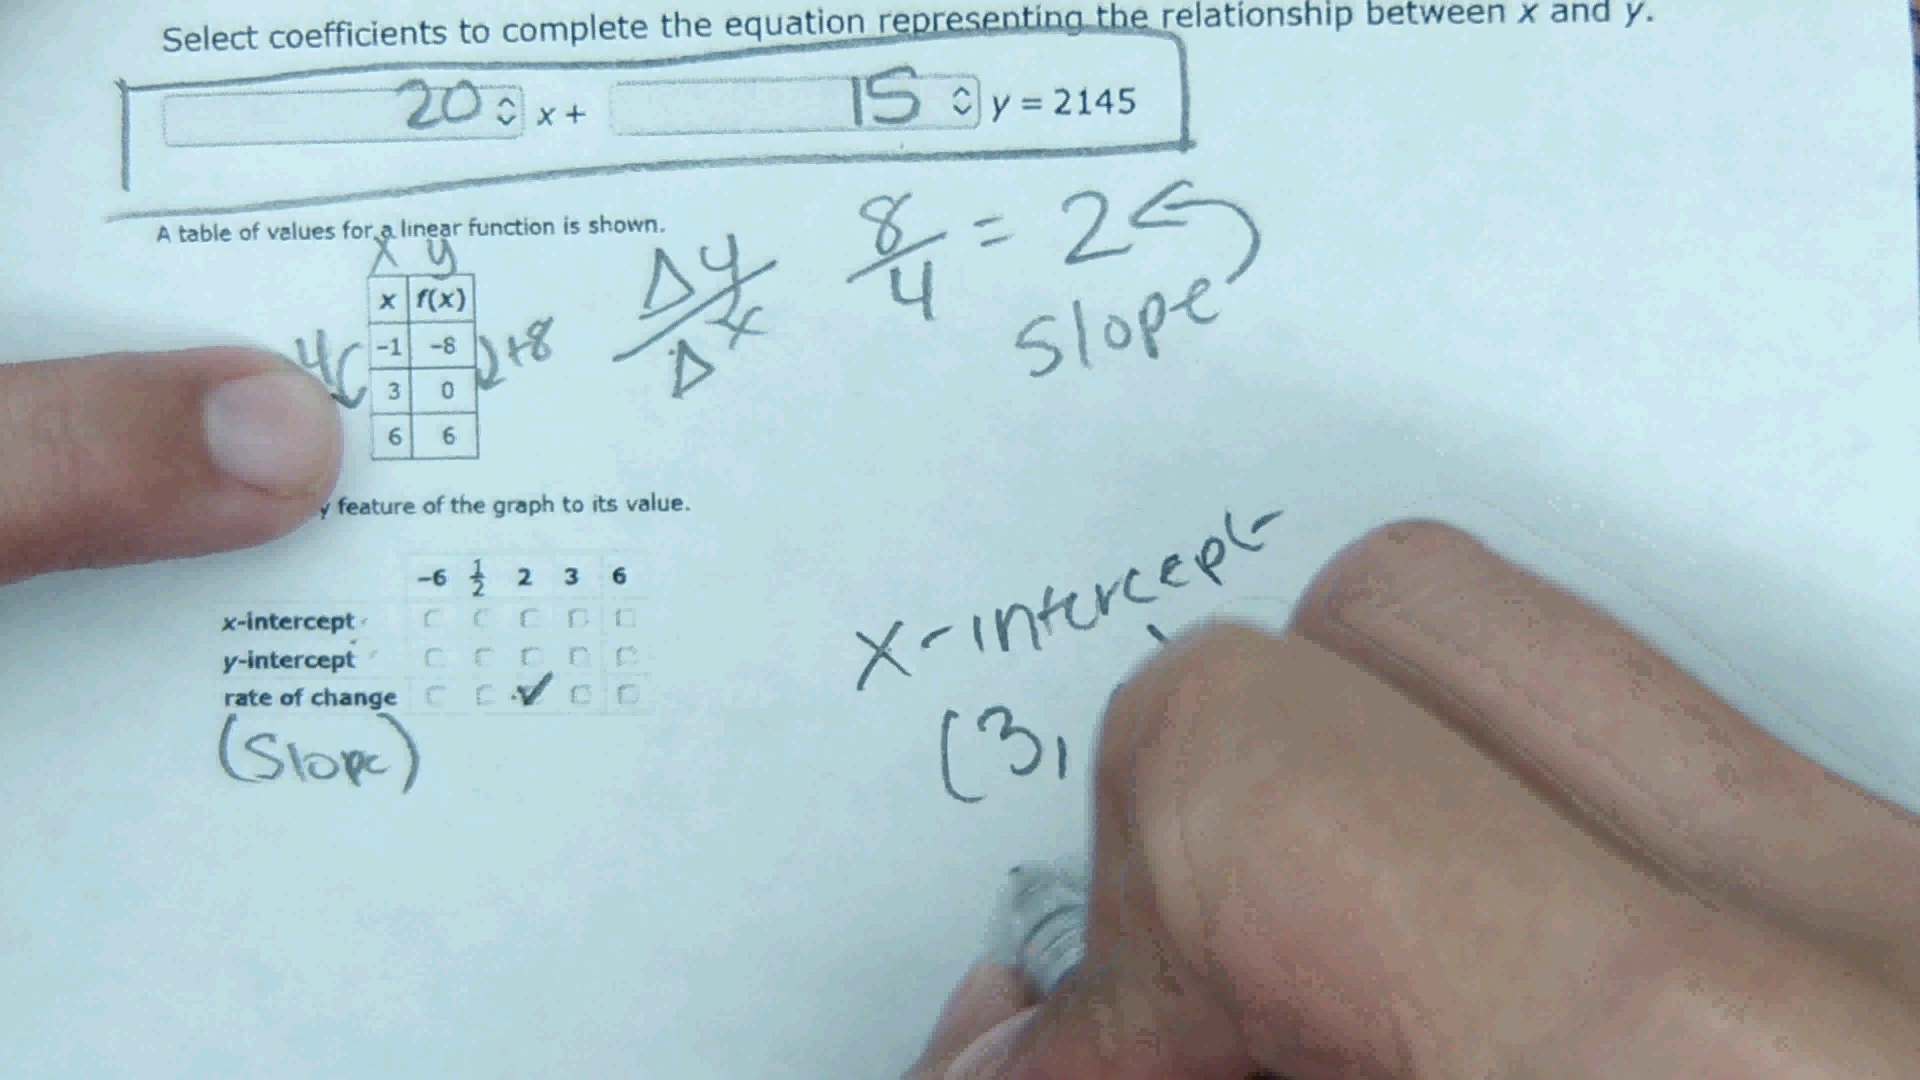 Select coefficients to complete the equation representing the relationship between x and y.
20 x + 15 y = 2145
A table of values for a linear function is shown.
x y
x f(x)
-1 -8
3 0
6 6
4 +8
Δy/Δx 8/4 = 2
slope
y feature of the graph to its value.
-6 1/2 2 3 6
x-intercept
y-intercept
rate of change ✓
(Slope)
x-intercept
(3,